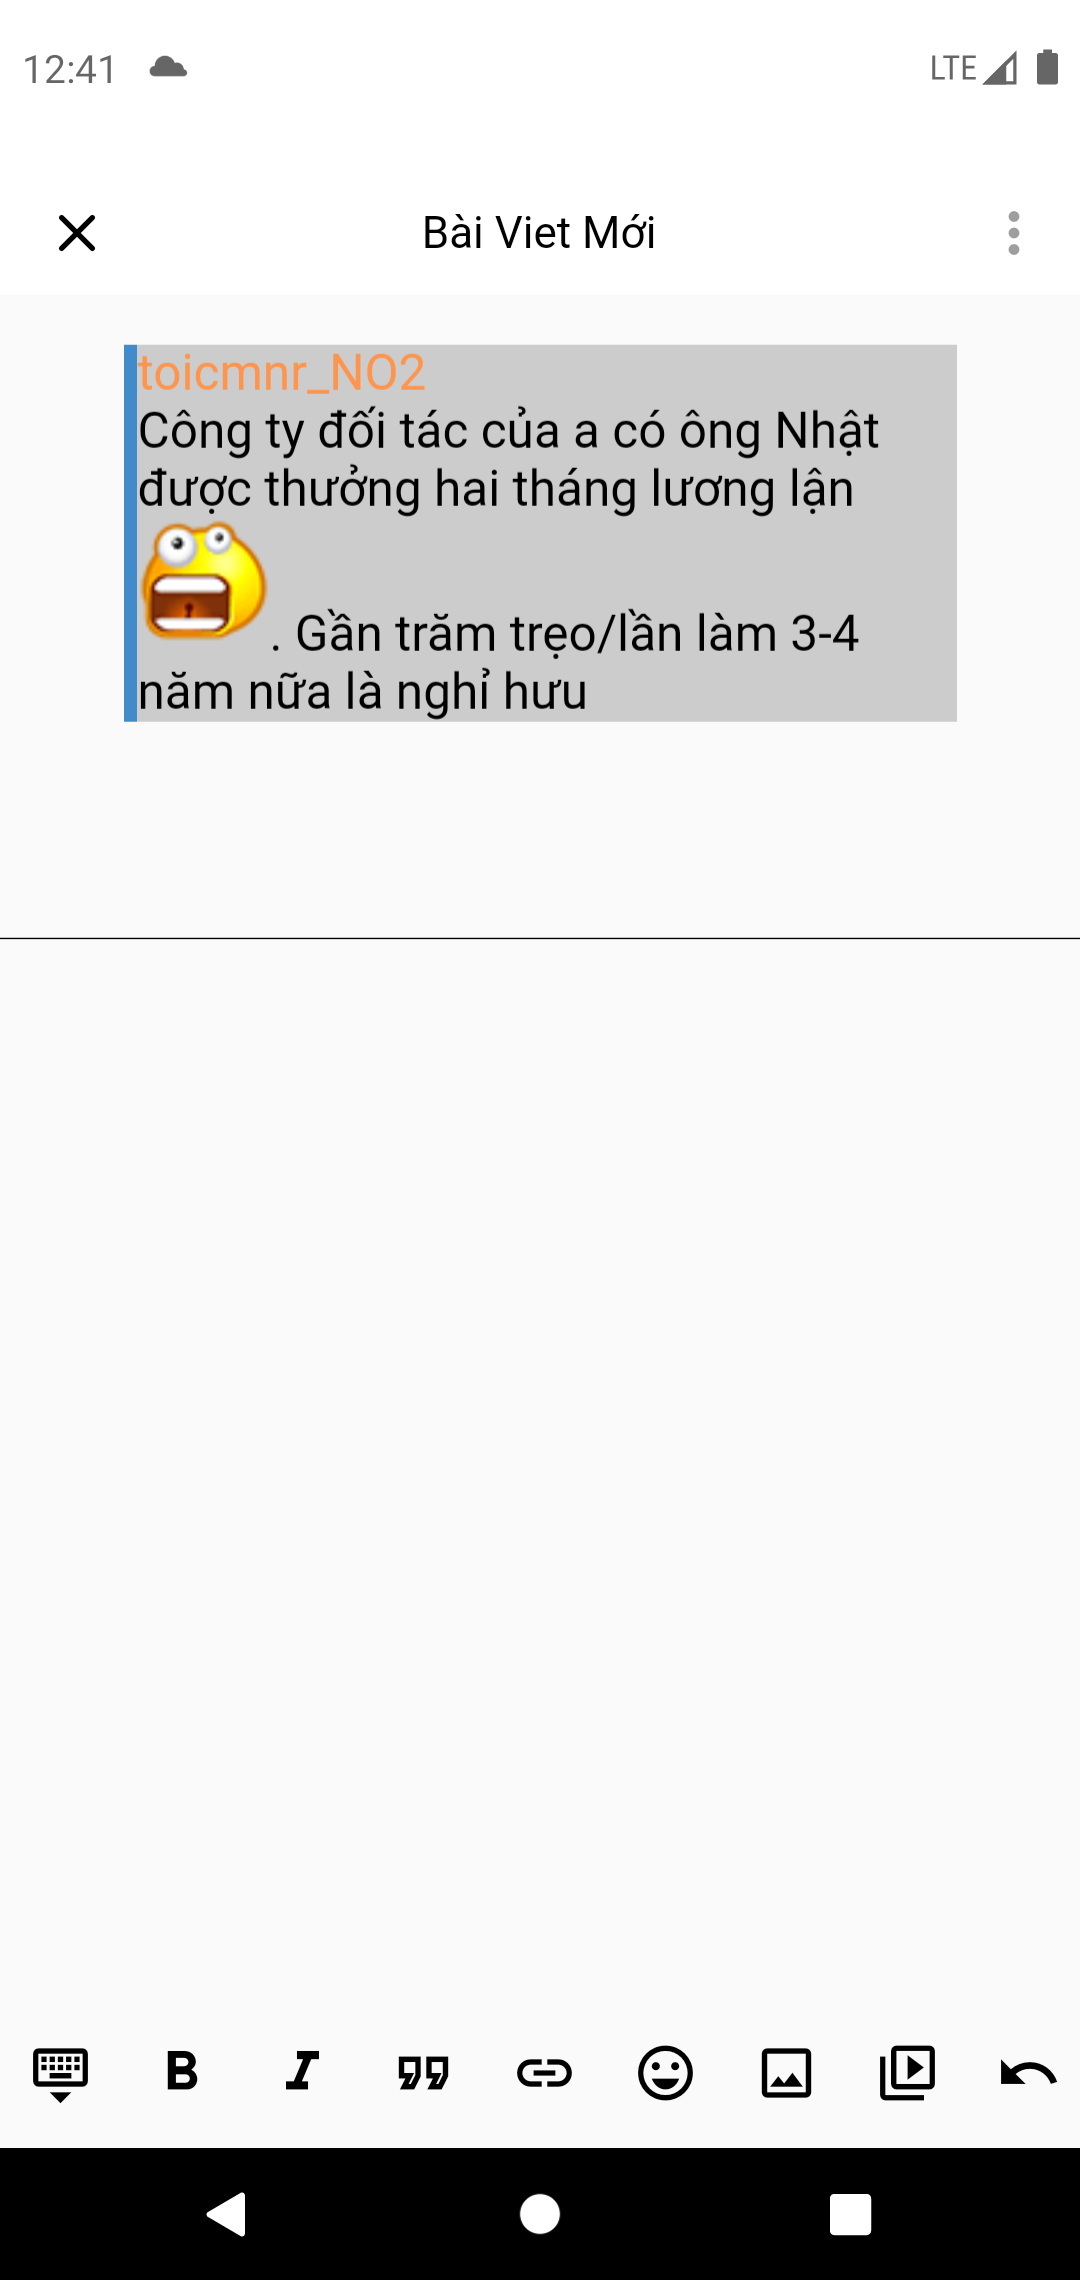 12:41
LTE
Bài Viet Mới
toicmnr_NO2
Công ty đối tác của a có ông Nhật
được thưởng hai tháng lương lận
. Gần trăm trẹo/lần làm 3-4
năm nữa là nghỉ hưu